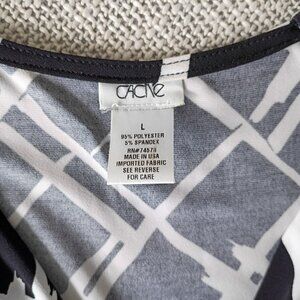 CACHE
L
95% POLYESTER
5% SPANDEX
RN#74578
MADE IN USA
IMPORTED FABRIC
SEE REVERSE
FOR CARE